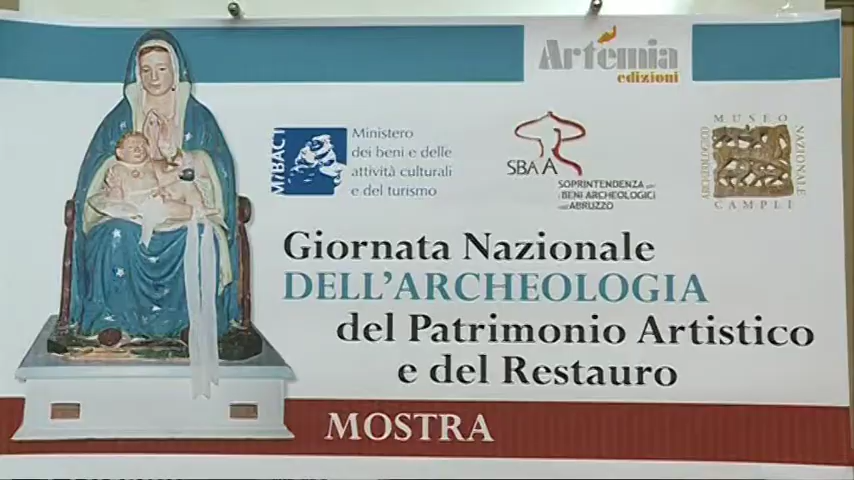 Artemia
edizioni
MiBACT
Ministero
dei beni e delle
attività culturali
e del turismo
SBAA
SOPRINTENDENZA per
i BENI ARCHEOLOGICI
dell'ABRUZZO
MUSEO
NAZIONALE
ARCHEOLOGICO
CAMPLI
Giornata Nazionale
DELL'ARCHEOLOGIA
del Patrimonio Artistico
e del Restauro
MOSTRA